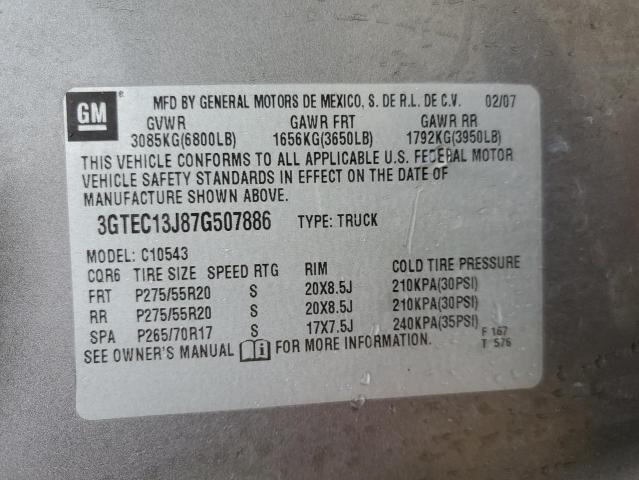 GM ® MFD BY GENERAL MOTORS DE MEXICO, S. DE R.L. DE C.V. 02/07
GVWR GAWR FRT GAWR RR
3085KG(6800LB) 1656KG(3650LB) 1792KG(3950LB)
THIS VEHICLE CONFORMS TO ALL APPLICABLE U.S. FEDERAL MOTOR
VEHICLE SAFETY STANDARDS IN EFFECT ON THE DATE OF
MANUFACTURE SHOWN ABOVE.
3GTEC13J87G507886 TYPE: TRUCK
MODEL: C10543
CQR6 TIRE SIZE SPEED RTG RIM COLD TIRE PRESSURE
FRT P275/55R20 S 20X8.5J 210KPA(30PSI)
RR P275/55R20 S 20X8.5J 210KPA(30PSI)
SPA P265/70R17 S 17X7.5J 240KPA(35PSI)
SEE OWNER'S MANUAL i FOR MORE INFORMATION.
F 167
T 576